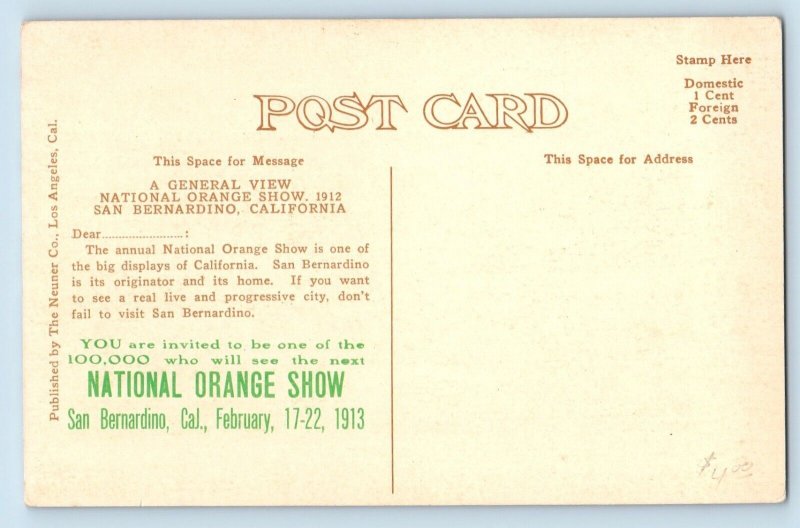 POST CARD
Stamp Here
Domestic
1 Cent
Foreign
2 Cents
This Space for Message
This Space for Address
A GENERAL VIEW
NATIONAL ORANGE SHOW. 1912
SAN BERNARDINO, CALIFORNIA
Dear........................:
The annual National Orange Show is one of
the big displays of California. San Bernardino
is its originator and its home. If you want
to see a real live and progressive city, don't
fail to visit San Bernardino.
YOU are invited to be one of the
100,000 who will see the next
NATIONAL ORANGE SHOW
San Bernardino, Cal., February, 17-22, 1913
Published by The Neuner Co., Los Angeles, Cal.
$4.00